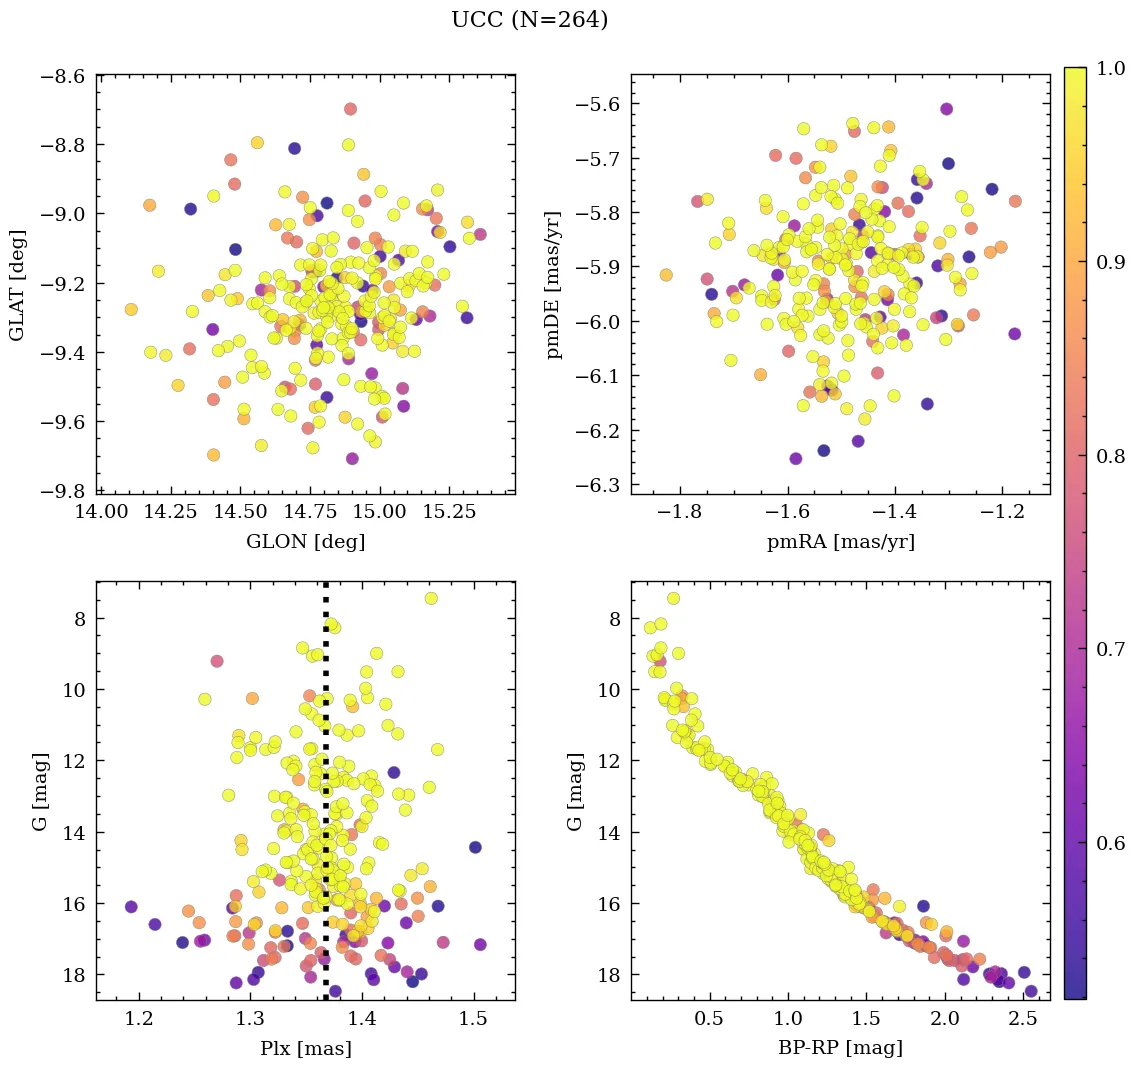 UCC (N=264)
−8.6
−8.8
−9.0
−9.2
−9.4
−9.6
−9.8
GLAT [deg]
14.00 14.25 14.50 14.75 15.00 15.25
GLON [deg]
−5.6
−5.7
−5.8
−5.9
−6.0
−6.1
−6.2
−6.3
pmDE [mas/yr]
−1.8 −1.6 −1.4 −1.2
pmRA [mas/yr]
1.0
0.9
0.8
0.7
0.6
8
10
12
14
16
18
G [mag]
1.2 1.3 1.4 1.5
Plx [mas]
8
10
12
14
16
18
G [mag]
0.5 1.0 1.5 2.0 2.5
BP-RP [mag]